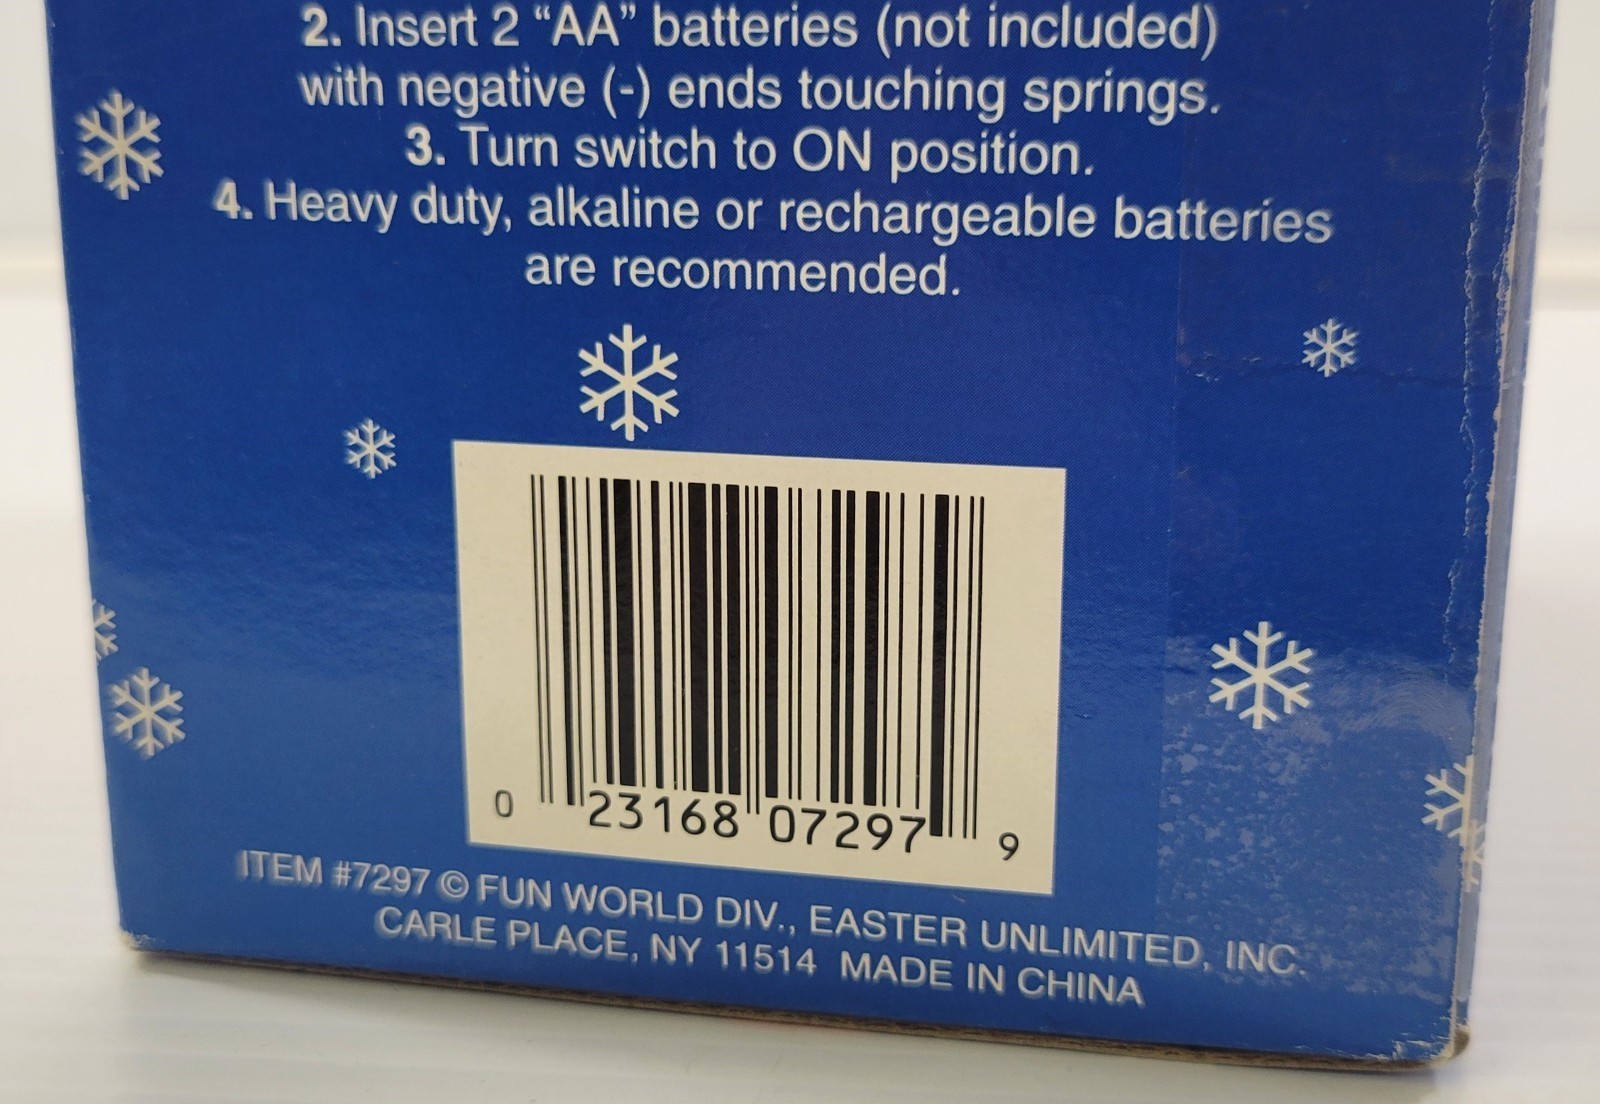 2. Insert 2 “AA” batteries (not included)
with negative (-) ends touching springs.
3. Turn switch to ON position.
4. Heavy duty, alkaline or rechargeable batteries
are recommended.
0 23168 07297 9
ITEM #7297 © FUN WORLD DIV., EASTER UNLIMITED, INC.
CARLE PLACE, NY 11514 MADE IN CHINA